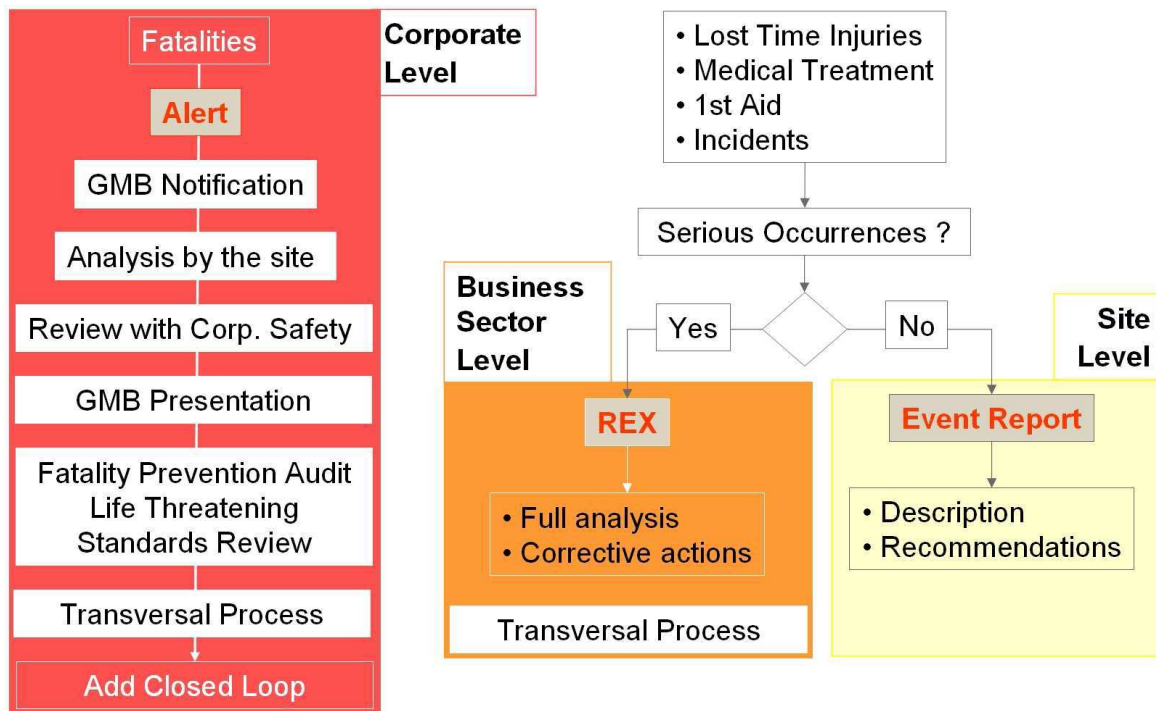 Fatalities
Corporate
Level
Alert
GMB Notification
Analysis by the site
Review with Corp. Safety
GMB Presentation
Fatality Prevention Audit
Life Threatening
Standards Review
Transversal Process
Add Closed Loop
• Lost Time Injuries
• Medical Treatment
• 1st Aid
• Incidents
Serious Occurrences ?
Business
Sector
Level
Yes
No
Site
Level
REX
• Full analysis
• Corrective actions
Transversal Process
Event Report
• Description
• Recommendations